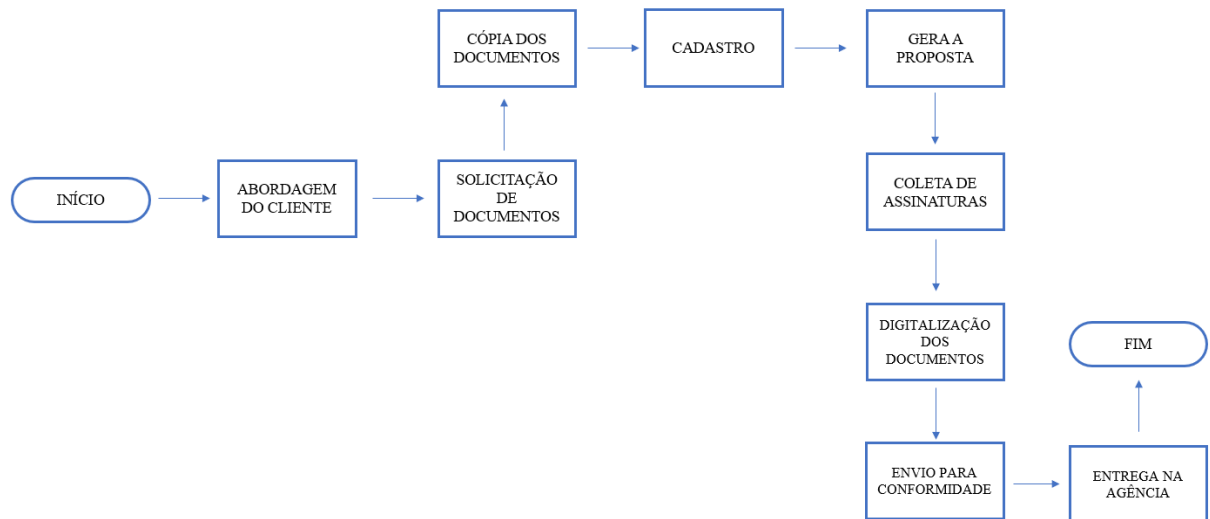 INÍCIO
ABORDAGEM
DO CLIENTE
SOLICITAÇÃO
DE
DOCUMENTOS
CÓPIA DOS
DOCUMENTOS
CADASTRO
GERA A
PROPOSTA
COLETA DE
ASSINATURAS
DIGITALIZAÇÃO
DOS
DOCUMENTOS
ENVIO PARA
CONFORMIDADE
ENTREGA NA
AGÊNCIA
FIM